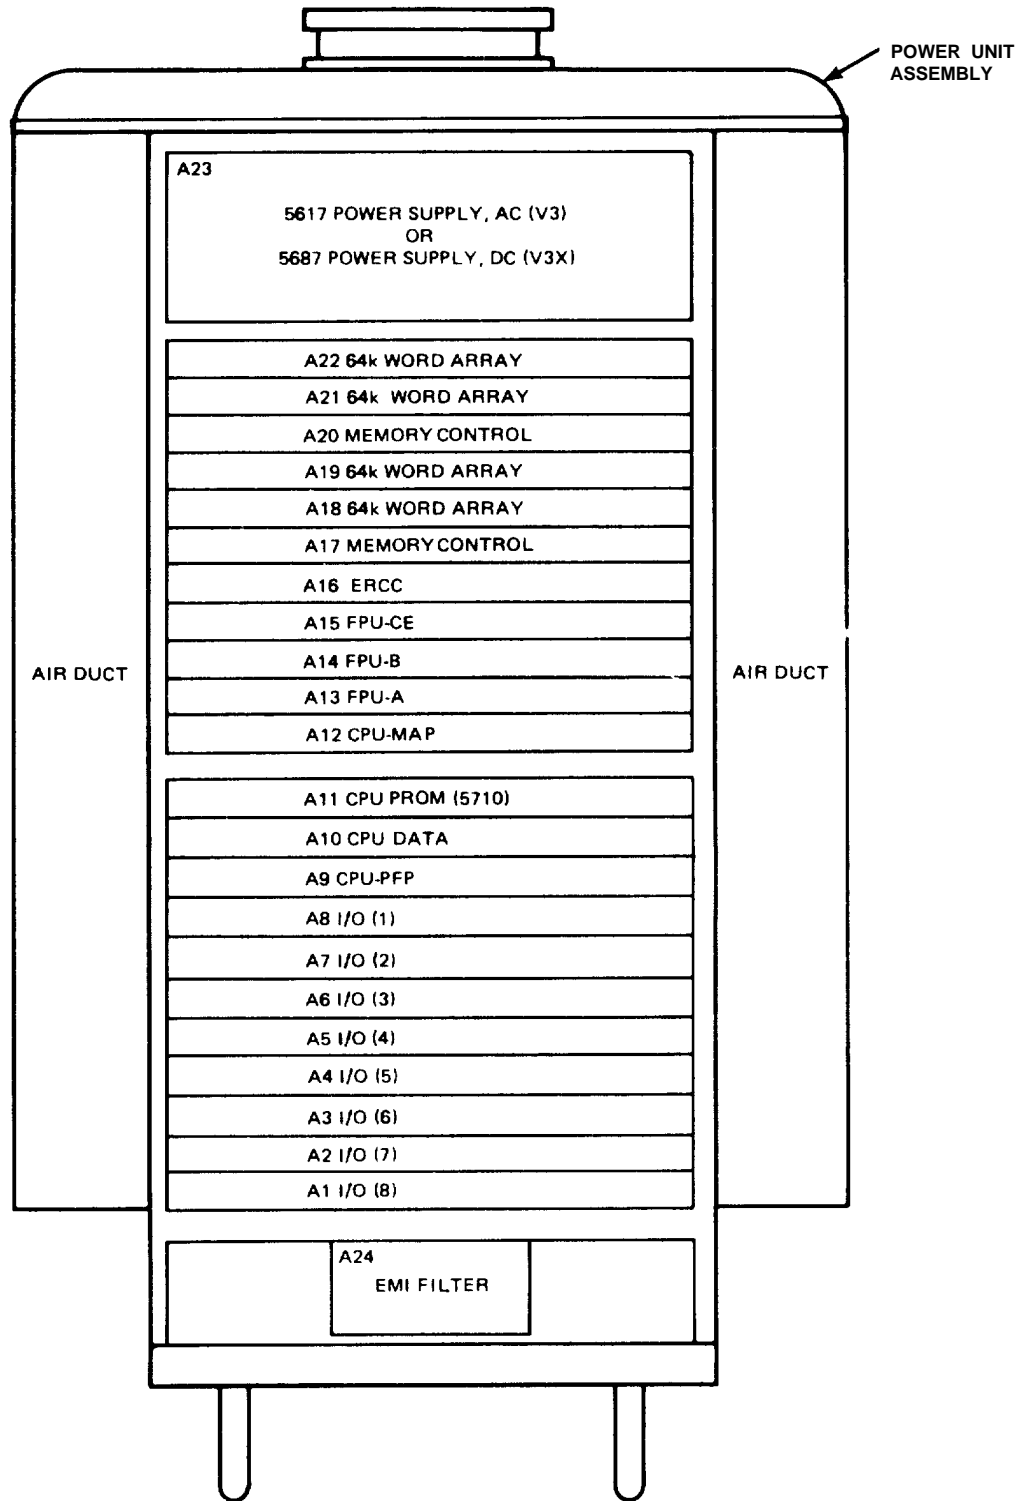 POWER UNIT
ASSEMBLY
A23
5617 POWER SUPPLY, AC (V3)
OR
5687 POWER SUPPLY, DC (V3X)
A22 64k WORD ARRAY
A21 64k WORD ARRAY
A20 MEMORY CONTROL
A19 64k WORD ARRAY
A18 64k WORD ARRAY
A17 MEMORY CONTROL
A16 ERCC
A15 FPU-CE
A14 FPU-B
A13 FPU-A
A12 CPU-MAP
AIR DUCT
AIR DUCT
A11 CPU PROM (5710)
A10 CPU DATA
A9 CPU-PFP
A8 I/O (1)
A7 I/O (2)
A6 I/O (3)
A5 I/O (4)
A4 I/O (5)
A3 I/O (6)
A2 I/O (7)
A1 I/O (8)
A24
EMI FILTER